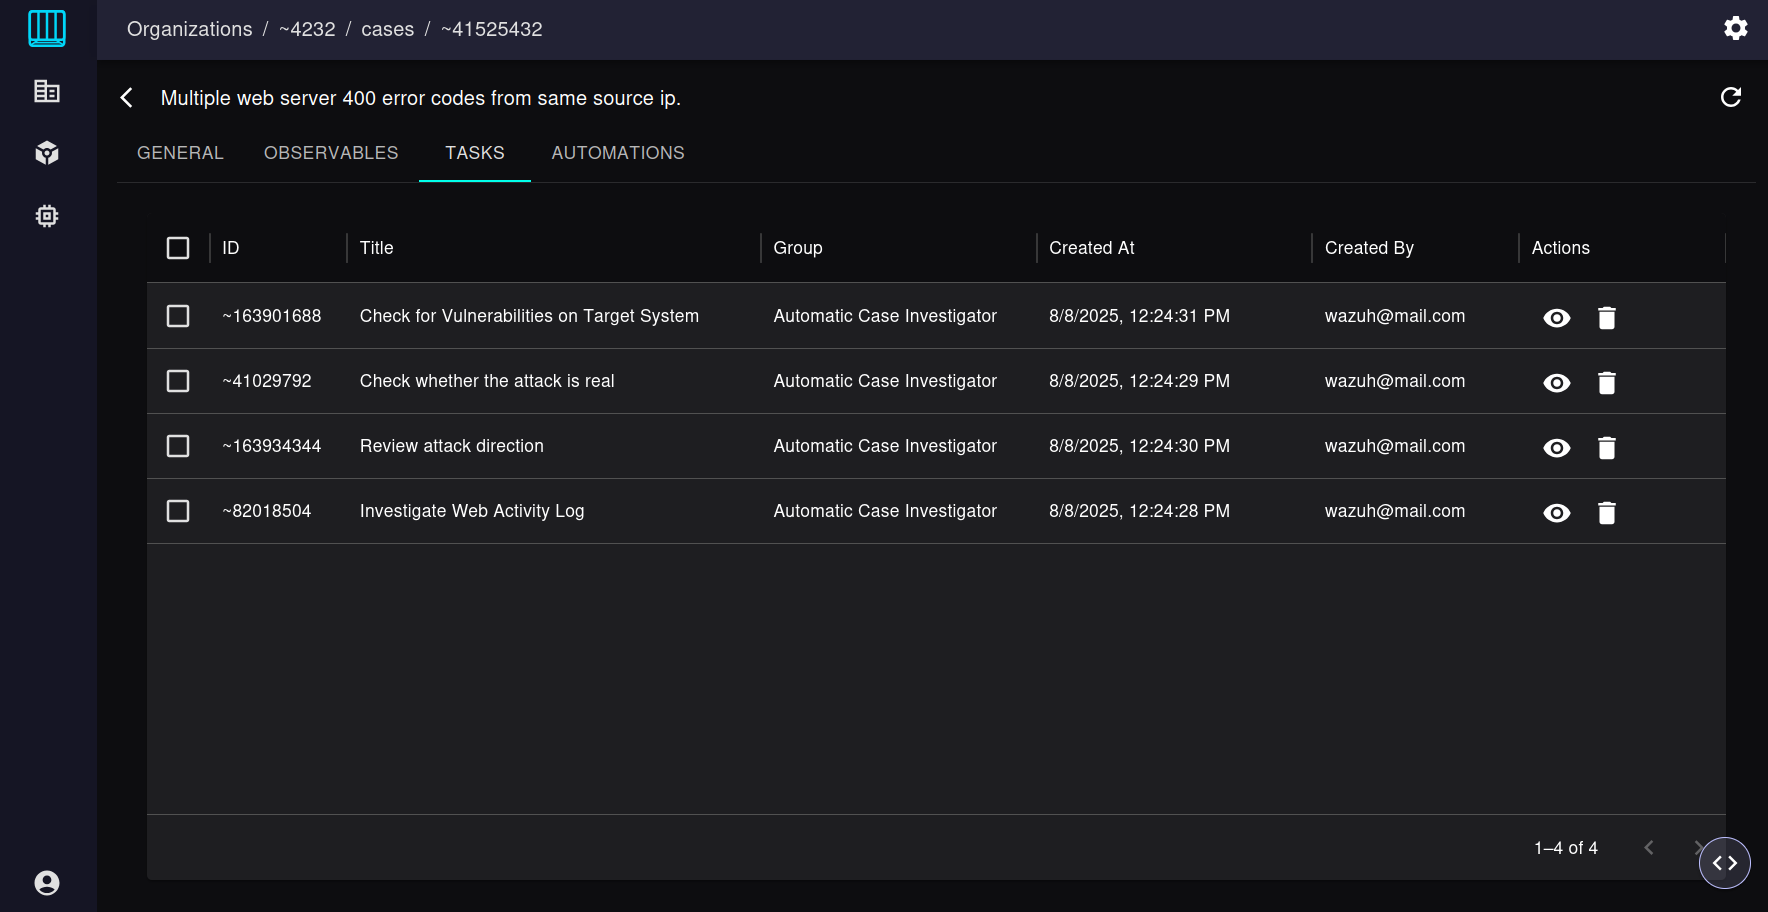 Organizations / ~4232 / cases / ~41525432
Multiple web server 400 error codes from same source ip.
GENERAL OBSERVABLES TASKS AUTOMATIONS
ID Title Group Created At Created By Actions
~163901688 Check for Vulnerabilities on Target System Automatic Case Investigator 8/8/2025, 12:24:31 PM wazuh@mail.com
~41029792 Check whether the attack is real Automatic Case Investigator 8/8/2025, 12:24:29 PM wazuh@mail.com
~163934344 Review attack direction Automatic Case Investigator 8/8/2025, 12:24:30 PM wazuh@mail.com
~82018504 Investigate Web Activity Log Automatic Case Investigator 8/8/2025, 12:24:28 PM wazuh@mail.com
1–4 of 4